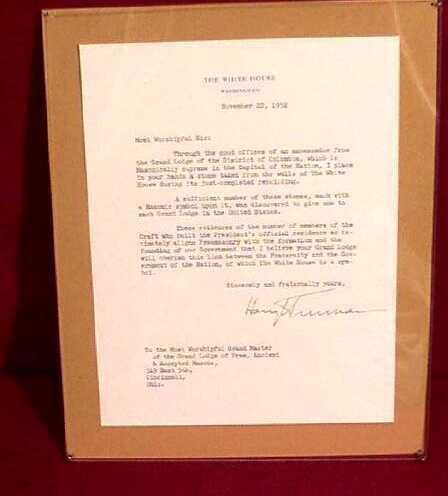 THE WHITE HOUSE
WASHINGTON
November 22, 1952
Most Worshipful Sir:
Through the good offices of an ambassador from
the Grand Lodge of the District of Columbia, which is
Masonically supreme in the Capital of the Nation, I place
in your hands a stone taken from the walls of The White
House during its just-completed rebuilding.
A sufficient number of these stones, each with
a Masonic symbol upon it, was discovered to give one to
each Grand Lodge in the United States.
These evidences of the number of members of the
Craft who built the President's official residence so in-
timately aligns Freemasonry with the formation and the
founding of our Government that I believe your Grand Lodge
will cherish this link between the Fraternity and the Gov-
ernment of the Nation, of which The White House is a sym-
bol.
Sincerely and fraternally yours,
Harry Truman
To the Most Worshipful Grand Master
of the Grand Lodge of Free, Ancient
& Accepted Masons,
East
Cincinnati,
Ohio.